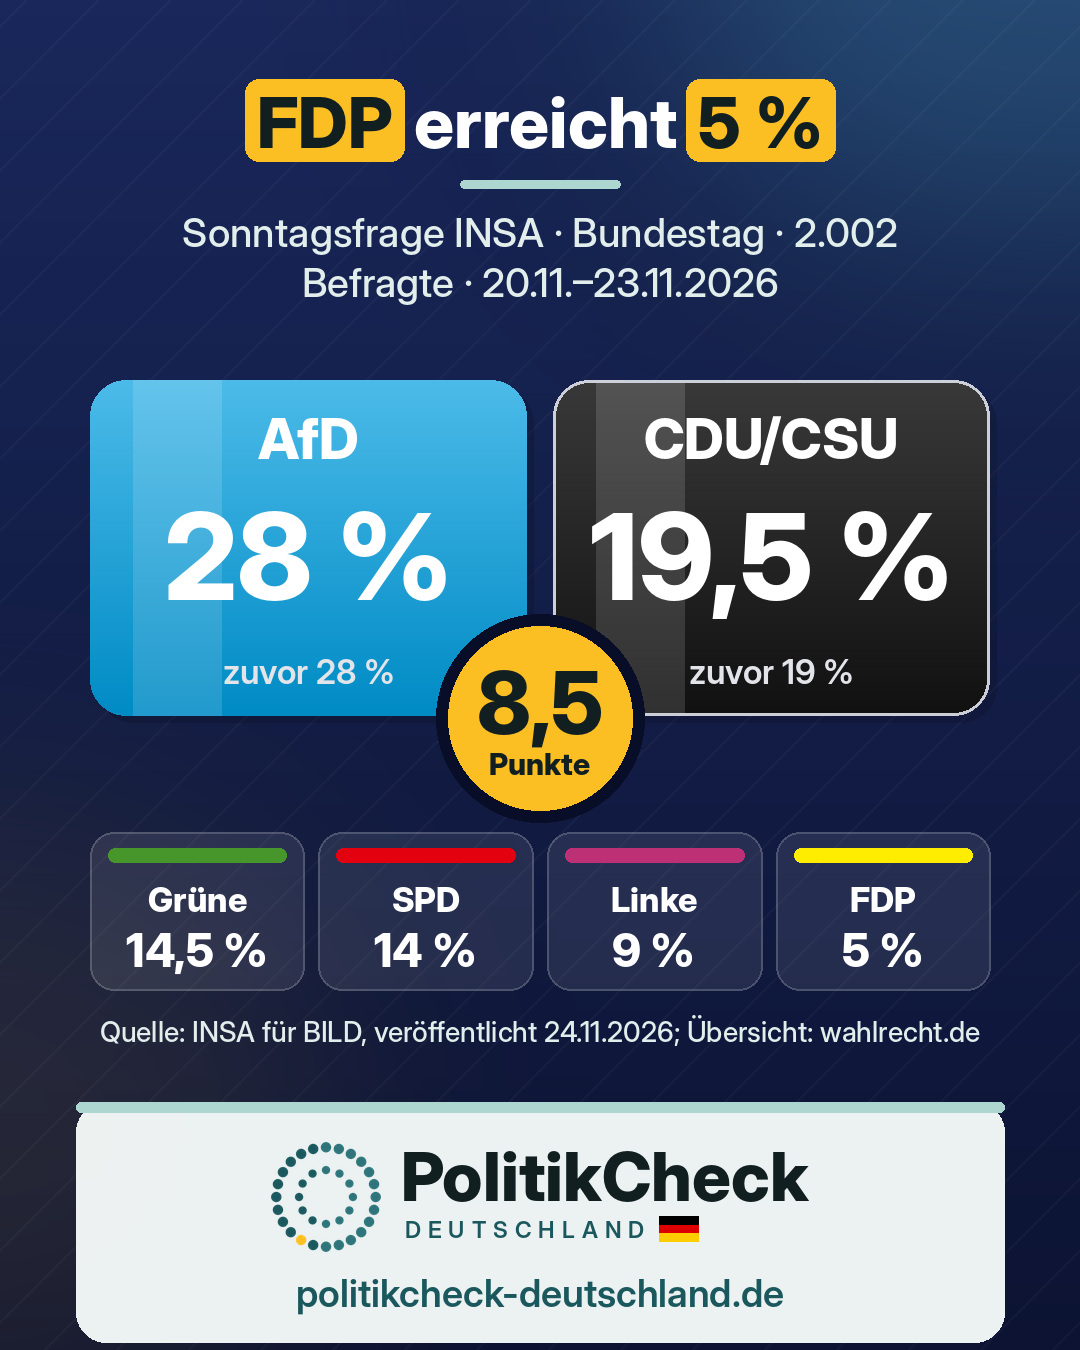 FDP erreicht 5 %
Sonntagsfrage INSA · Bundestag · 2.002
Befragte · 20.11.–23.11.2026
AfD
28 %
zuvor 28 %
CDU/CSU
19,5 %
zuvor 19 %
8,5
Punkte
Grüne
14,5 %
SPD
14 %
Linke
9 %
FDP
5 %
Quelle: INSA für BILD, veröffentlicht 24.11.2026; Übersicht: wahlrecht.de
PolitikCheck
DEUTSCHLAND
politikcheck-deutschland.de